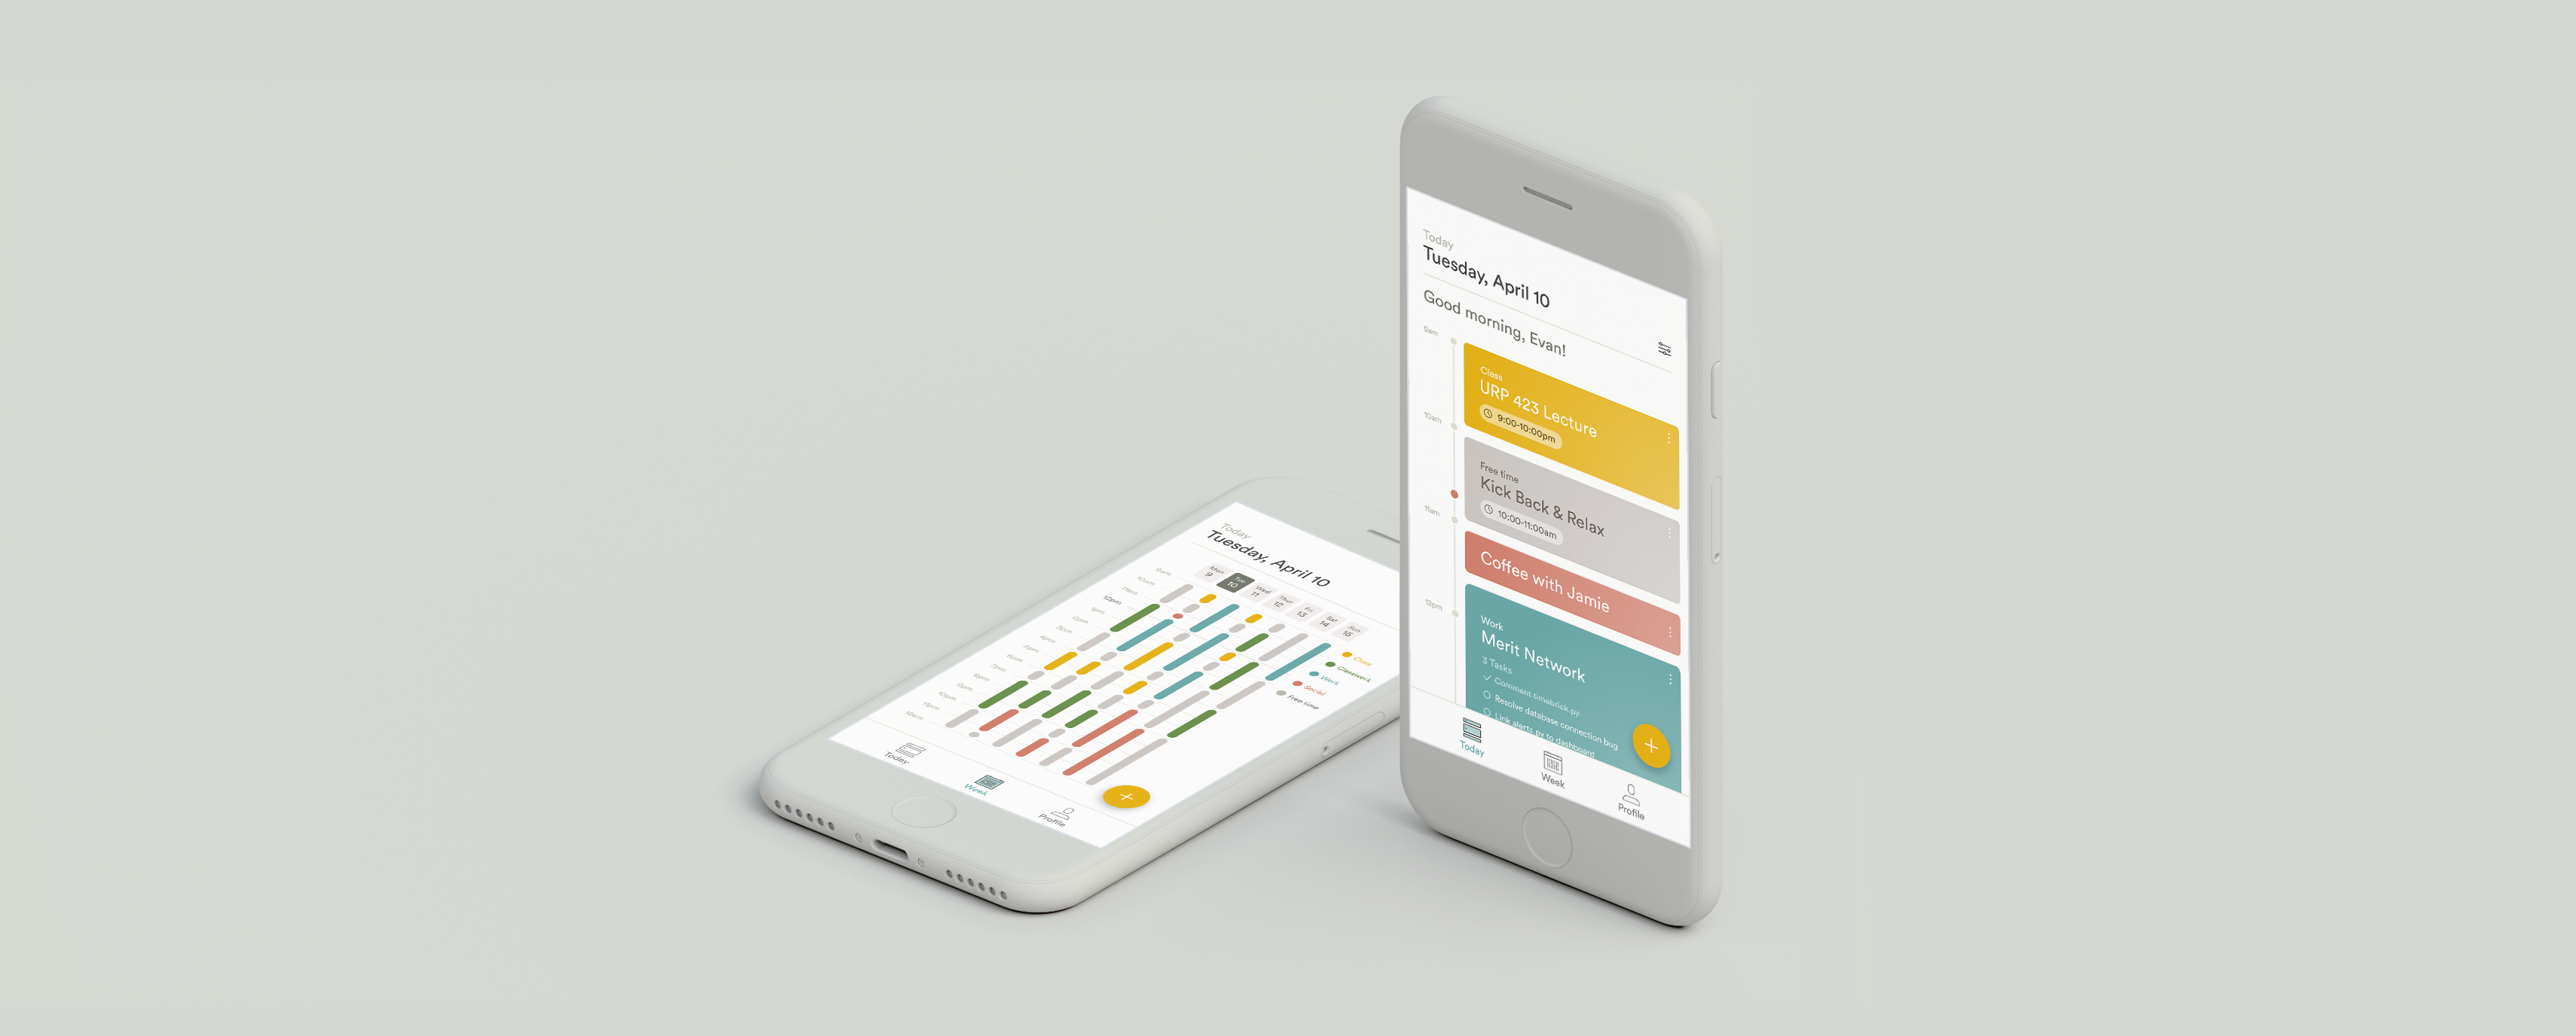 Today
Tuesday, April 10
Mon 9
Tue 10
Wed 11
Thur 12
Fri 13
Sat 14
Sun 15
9am
10am
11am
12pm
1pm
2pm
3pm
4pm
5pm
6pm
7pm
8pm
9pm
10pm
11pm
12am
Class
Classwork
Work
Social
Free time
Today
Week
Profile
Today
Tuesday, April 10
Good morning, Evan!
9am
Class
URP 423 Lecture
9:00-10:00pm
10am
Free time
Kick Back & Relax
10:00-11:00am
11am
Coffee with Jamie
12pm
Work
Merit Network
3 Tasks
Comment timebrick.py
Resolve database connection bug
Link alerts.py to dashboard
Today
Week
Profile